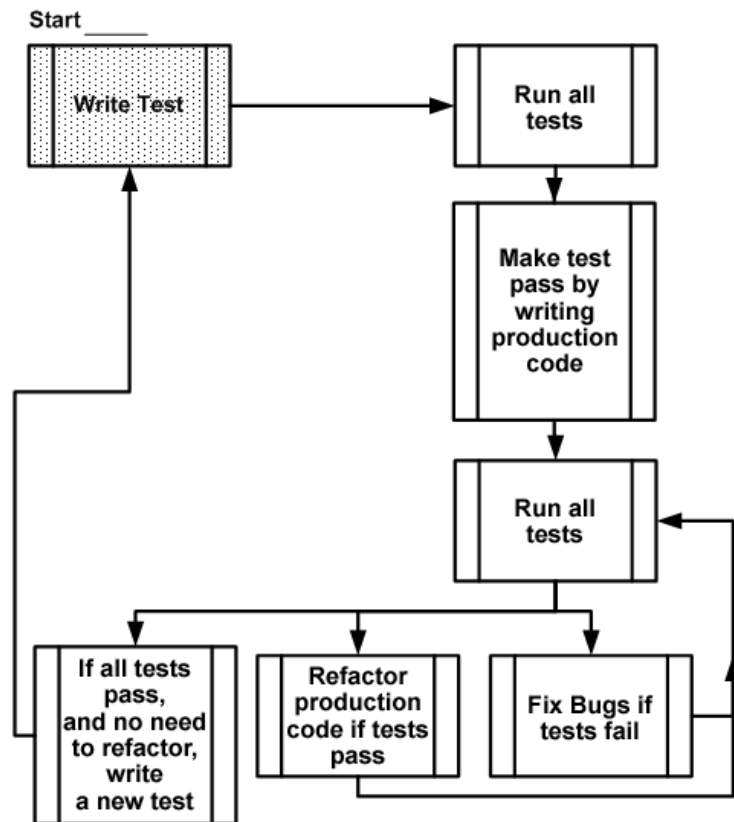 Start _____
Write Test
Run all
tests
Make test
pass by
writing
production
code
Run all
tests
If all tests
pass,
and no need
to refactor,
write
a new test
Refactor
production
code if tests
pass
Fix Bugs if
tests fail